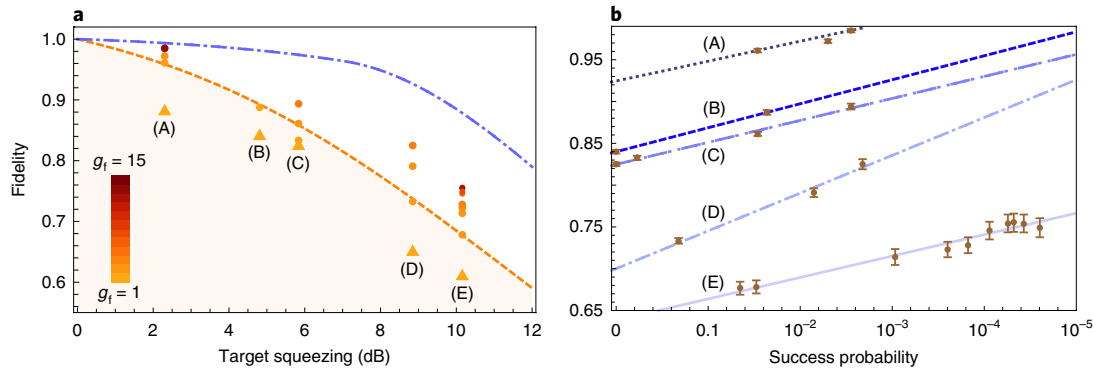 a
1.0
0.9
0.8
0.7
0.6
Fidelity
(A)
(B)
(C)
(D)
(E)
g_f = 15
g_f = 1
0
2
4
6
8
10
12
Target squeezing (dB)
b
0.95
0.85
0.75
0.65
(A)
(B)
(C)
(D)
(E)
0
0.1
10⁻²
10⁻³
10⁻⁴
10⁻⁵
Success probability